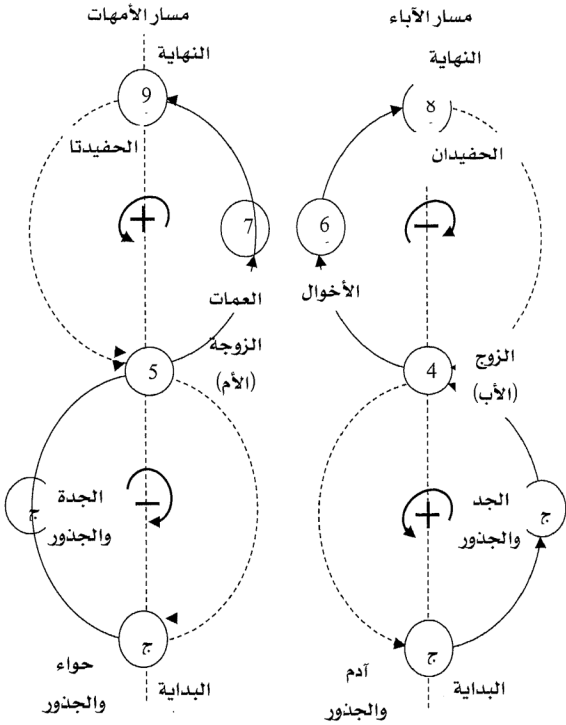 مسار الآباء
النهاية
8
الحفيدان
6
الأخوال
الزوج
4
(الأب)
الجد
ج
والجذور
ج
آدم
البداية
والجذور
مسار الأمهات
النهاية
9
الحفيدتا
7
العمات
الزوجة
5
(الأم)
الجدة
ج
والجذور
ج
حواء
البداية
والجذور